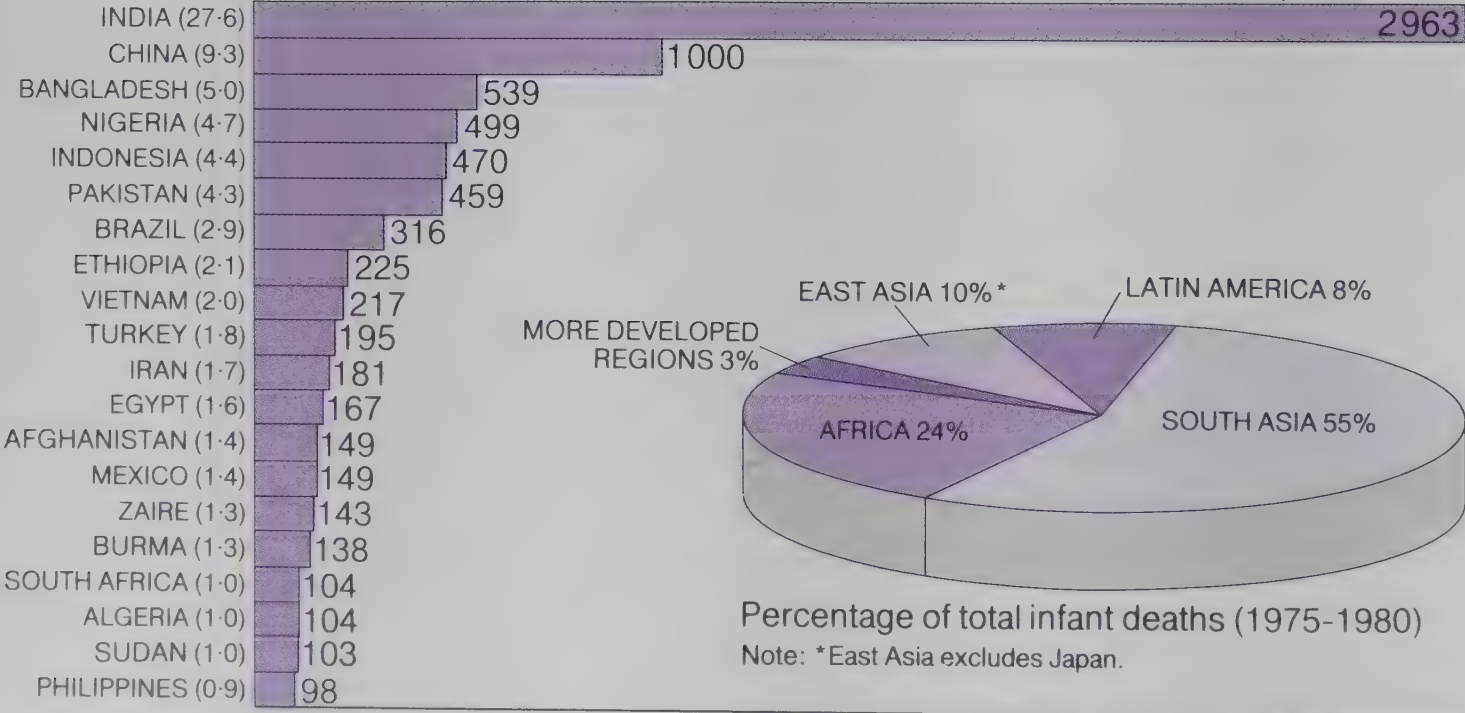 INDIA (27·6) 2963
CHINA (9·3) 1000
BANGLADESH (5·0) 539
NIGERIA (4·7) 499
INDONESIA (4·4) 470
PAKISTAN (4·3) 459
BRAZIL (2·9) 316
ETHIOPIA (2·1) 225
VIETNAM (2·0) 217
TURKEY (1·8) 195
IRAN (1·7) 181
EGYPT (1·6) 167
AFGHANISTAN (1·4) 149
MEXICO (1·4) 149
ZAIRE (1·3) 143
BURMA (1·3) 138
SOUTH AFRICA (1·0) 104
ALGERIA (1·0) 104
SUDAN (1·0) 103
PHILIPPINES (0·9) 98
EAST ASIA 10%*
LATIN AMERICA 8%
MORE DEVELOPED
REGIONS 3%
AFRICA 24%
SOUTH ASIA 55%
Percentage of total infant deaths (1975-1980)
Note: *East Asia excludes Japan.